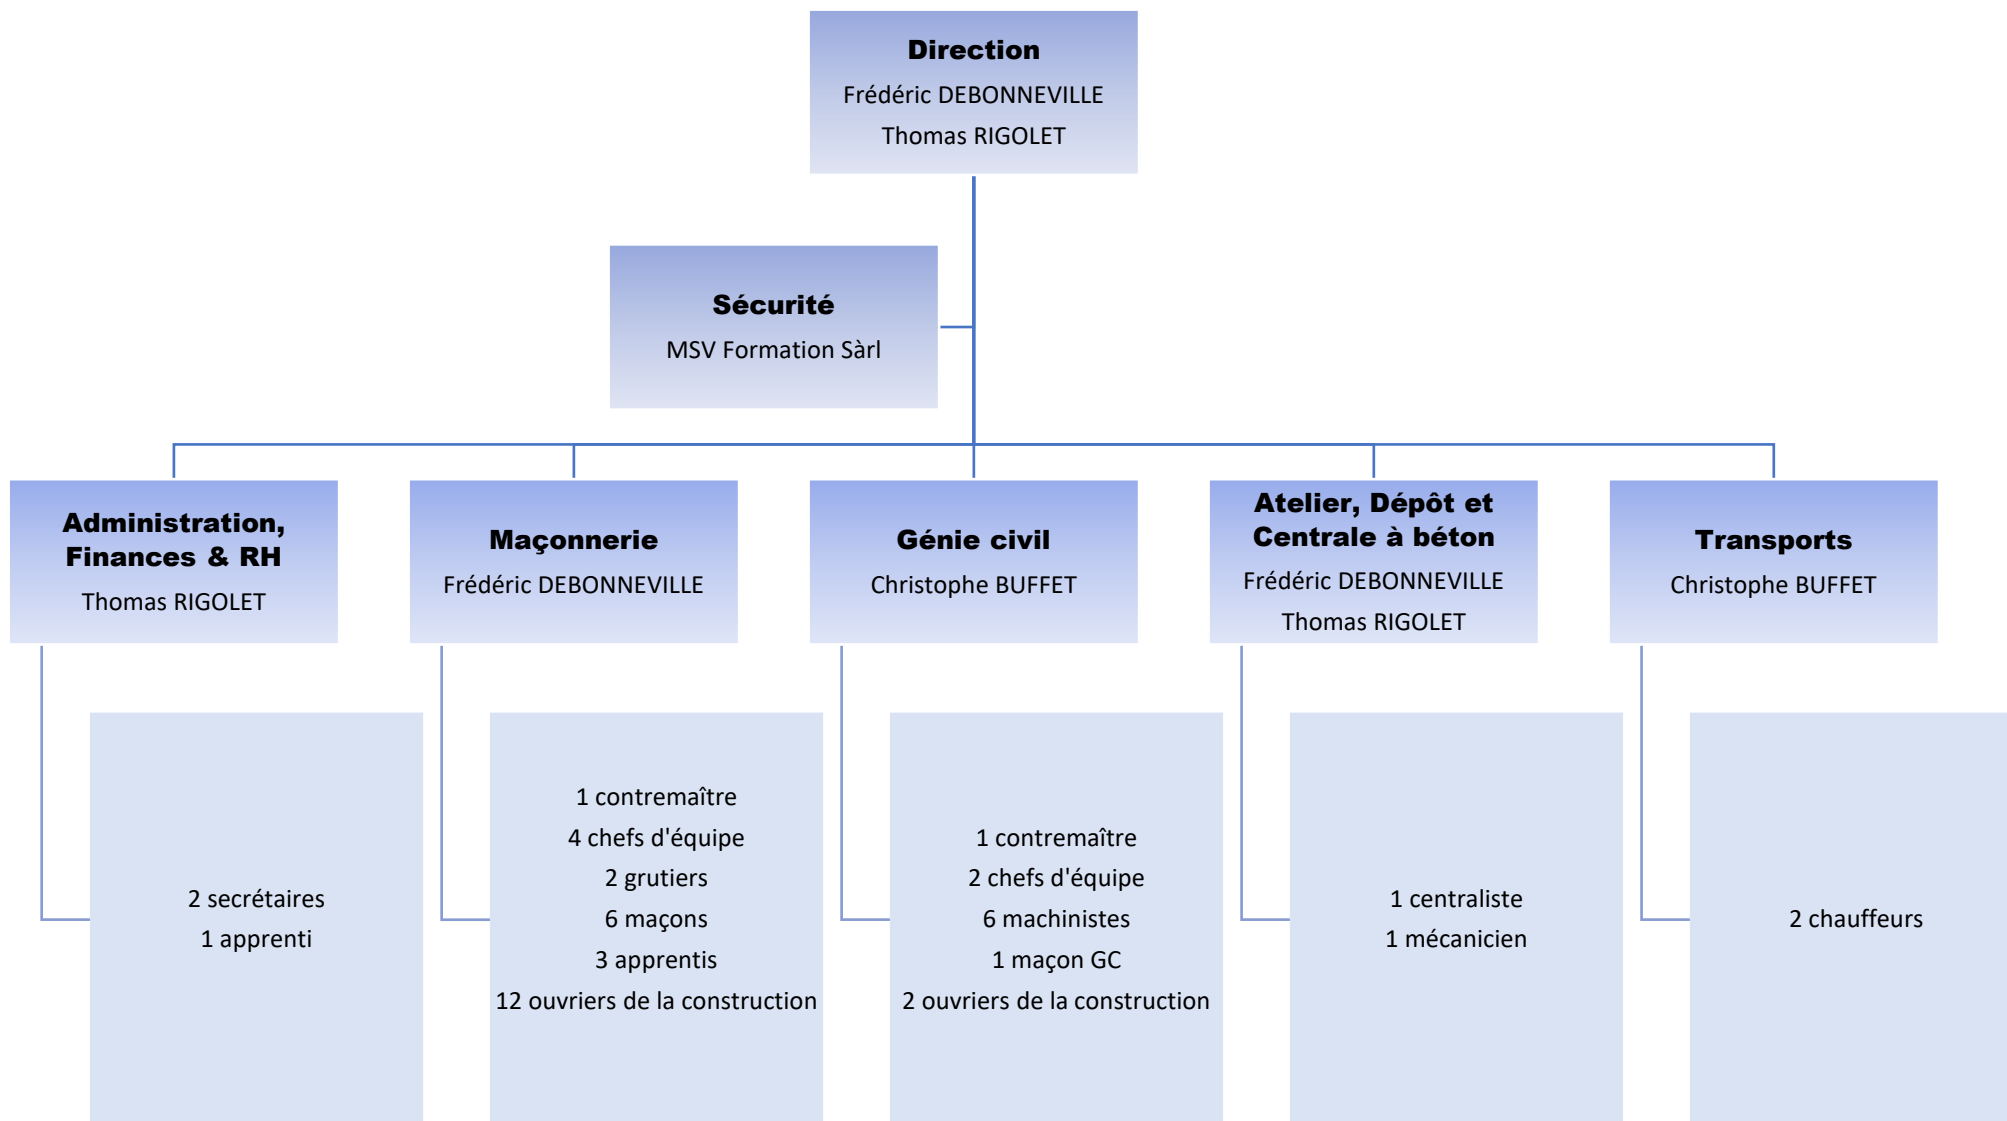 Direction
Frédéric DEBONNEVILLE
Thomas RIGOLET
Sécurité
MSV Formation Sàrl
Administration,
Finances & RH
Thomas RIGOLET
Maçonnerie
Frédéric DEBONNEVILLE
Génie civil
Christophe BUFFET
Atelier, Dépôt et
Centrale à béton
Frédéric DEBONNEVILLE
Thomas RIGOLET
Transports
Christophe BUFFET
2 secrétaires
1 apprenti
1 contremaître
4 chefs d'équipe
2 grutiers
6 maçons
3 apprentis
12 ouvriers de la construction
1 contremaître
2 chefs d'équipe
6 machinistes
1 maçon GC
2 ouvriers de la construction
1 centraliste
1 mécanicien
2 chauffeurs